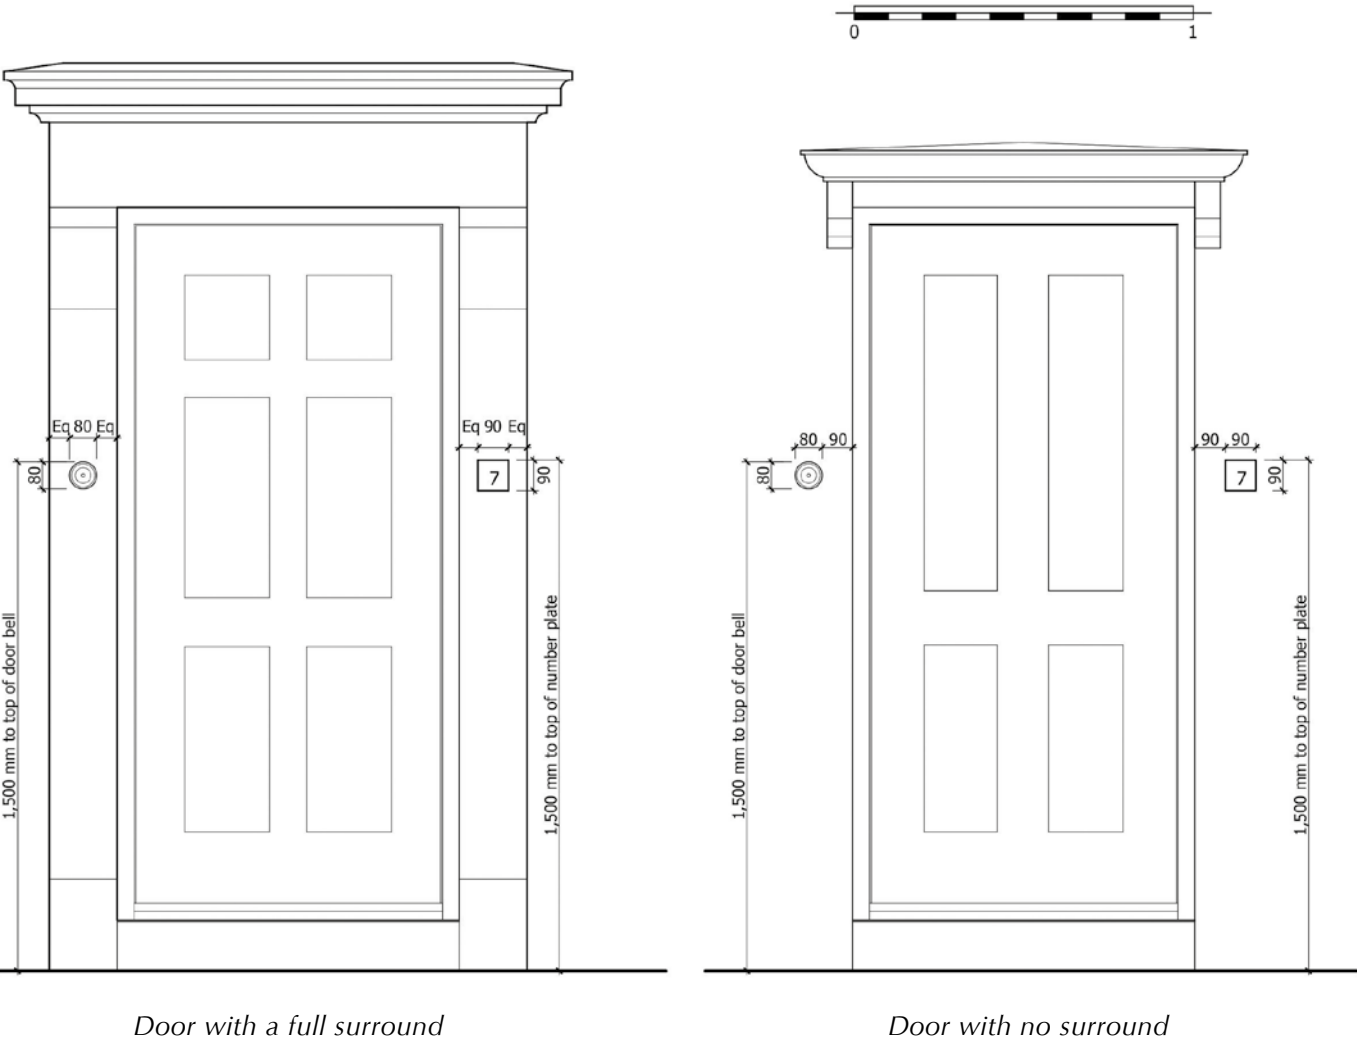 0 1
Eq 80 Eq
80
1,500 mm to top of door bell
Eq 90 Eq
7
90
1,500 mm to top of number plate
80 90
80
1,500 mm to top of door bell
90 90
7
90
1,500 mm to top of number plate
Door with a full surround
Door with no surround